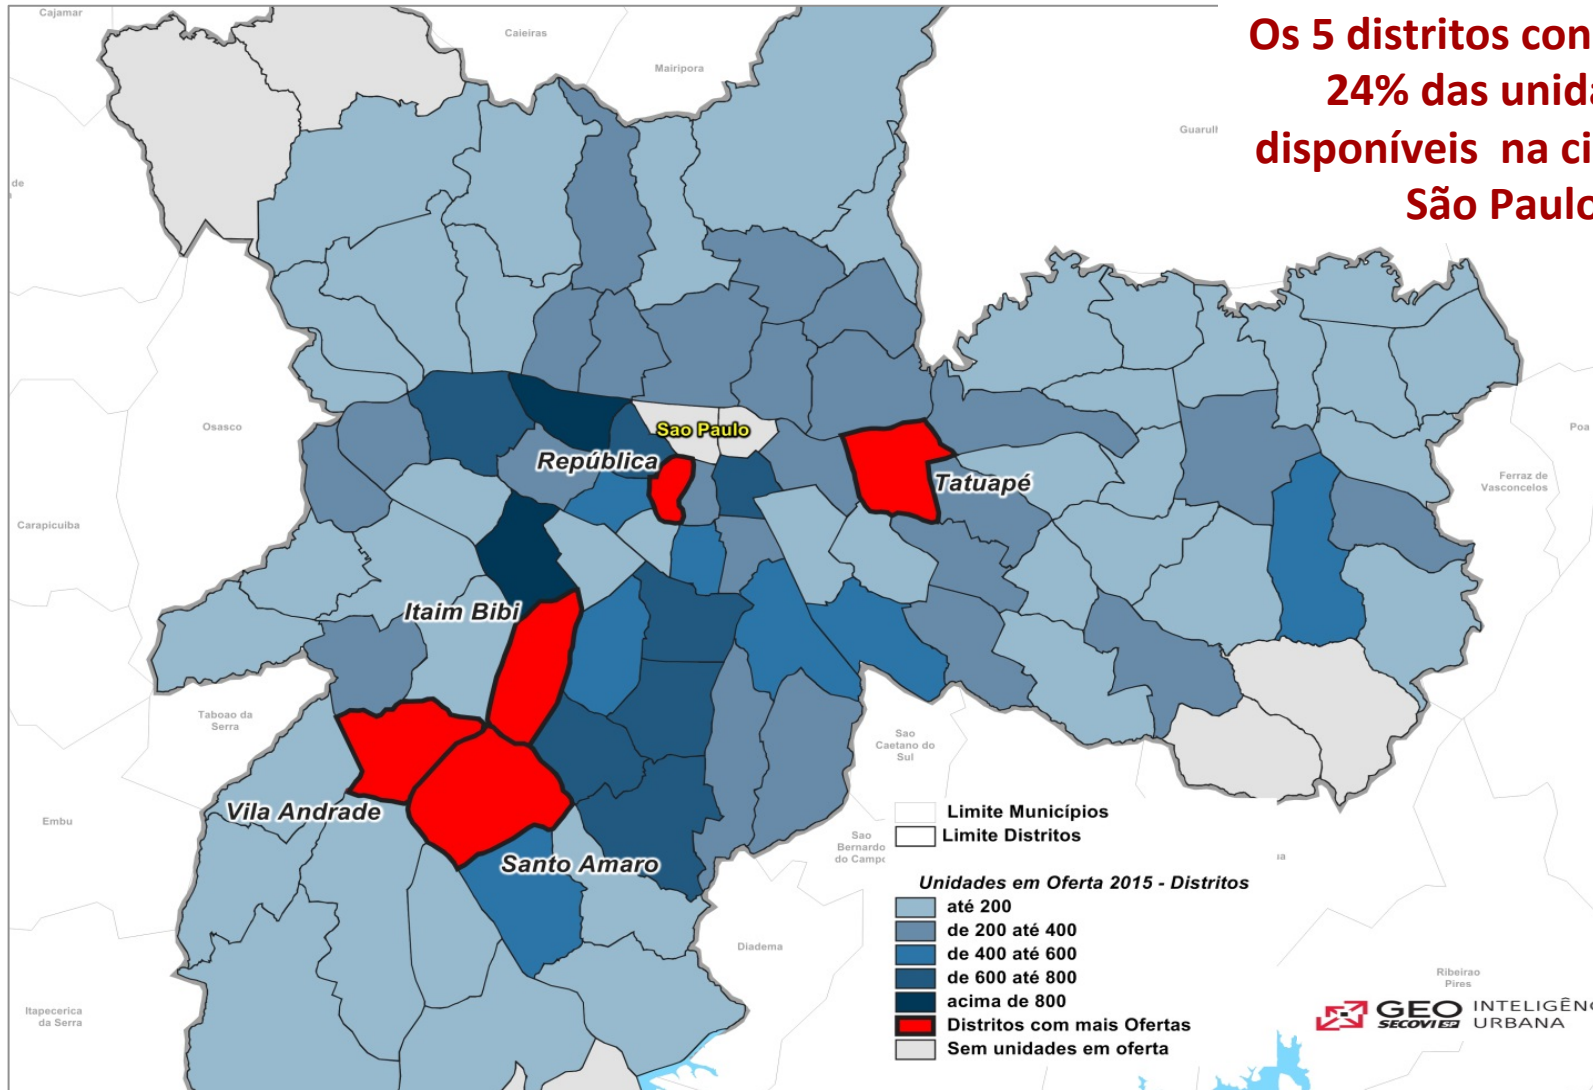 Cajamar
Caieiras
Mairipora
Os 5 distritos con
24% das unida
disponíveis na ci
São Paulo
Guarulh
de
Osasco
Sao Paulo
República
Tatuapé
Poa
Ferraz de
Vasconcelos
Carapicuiba
Itaim Bibi
Taboao da
Serra
Sao
Caetano do
Sul
Embu
Vila Andrade
Santo Amaro
Sao
Bernardo
do Campo
Diadema
Itapecerica
da Serra
Limite Municípios
Limite Distritos
Unidades em Oferta 2015 - Distritos
até 200
de 200 até 400
de 400 até 600
de 600 até 800
acima de 800
Distritos com mais Ofertas
Sem unidades em oferta
Ribeirao
Pires
GEO INTELIGÊNC
SECOVI SP URBANA